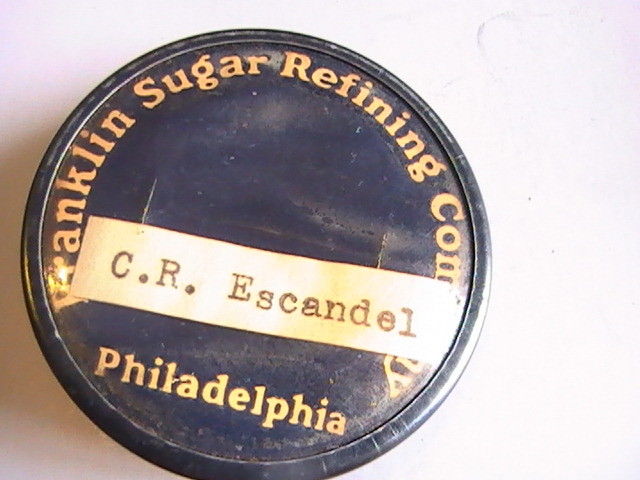 ranklin Sugar Refining Com y
C.R. Escandel
Philadelphia